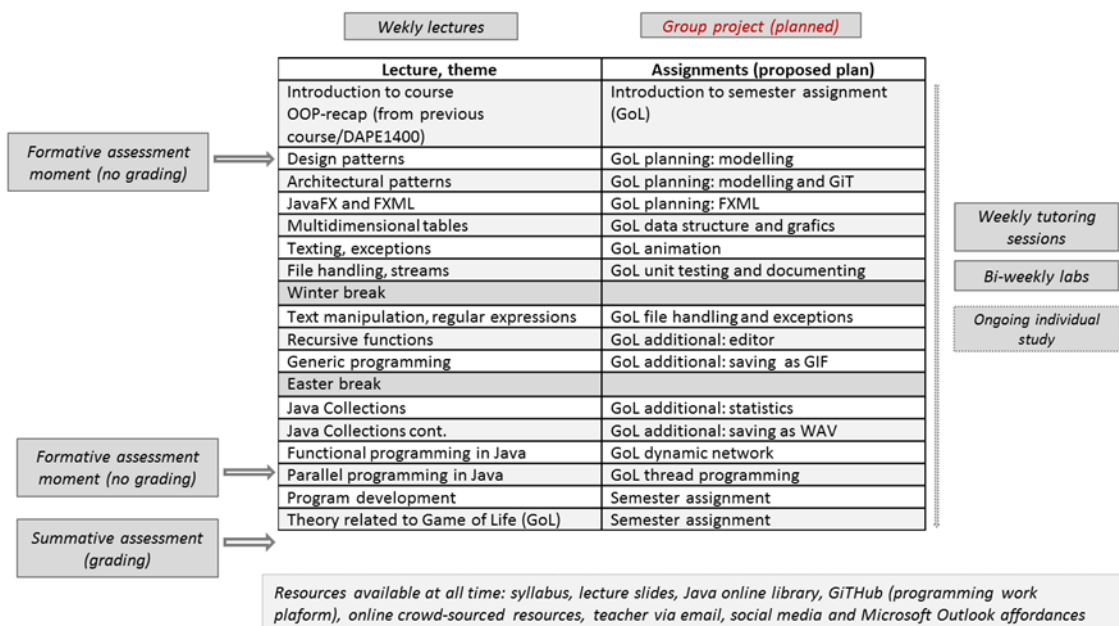 Wekly lectures
Group project (planned)
Lecture, theme
Assignments (proposed plan)
Introduction to course
OOP-recap (from previous
course/DAPE1400)
Introduction to semester assignment
(GoL)
Formative assessment
moment (no grading)
Design patterns
GoL planning: modelling
Architectural patterns
GoL planning: modelling and GiT
JavaFX and FXML
GoL planning: FXML
Multidimensional tables
GoL data structure and grafics
Texting, exceptions
GoL animation
File handling, streams
GoL unit testing and documenting
Winter break
Text manipulation, regular expressions
GoL file handling and exceptions
Recursive functions
GoL additional: editor
Generic programming
GoL additional: saving as GIF
Easter break
Java Collections
GoL additional: statistics
Java Collections cont.
GoL additional: saving as WAV
Functional programming in Java
GoL dynamic network
Formative assessment
moment (no grading)
Parallel programming in Java
GoL thread programming
Program development
Semester assignment
Theory related to Game of Life (GoL)
Semester assignment
Summative assessment
(grading)
Weekly tutoring
sessions
Bi-weekly labs
Ongoing individual
study
Resources available at all time: syllabus, lecture slides, Java online library, GiTHub (programming work
plaform), online crowd-sourced resources, teacher via email, social media and Microsoft Outlook affordances